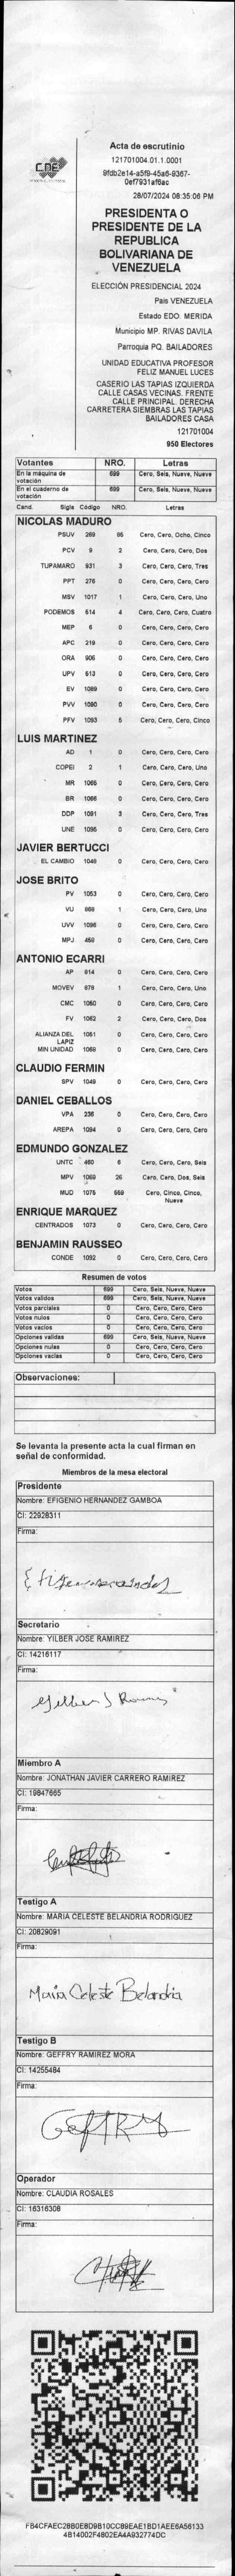 CNE
Acta de escrutinio
121701004.01.1.0001
9fdb2e14-a5f9-45a6-9367-
0ef7931af6ac
28/07/2024 08:35:06 PM
PRESIDENTA O
PRESIDENTE DE LA
REPUBLICA
BOLIVARIANA DE
VENEZUELA
ELECCIÓN PRESIDENCIAL 2024
País VENEZUELA
Estado EDO. MERIDA
Municipio MP. RIVAS DAVILA
Parroquia PQ. BAILADORES
UNIDAD EDUCATIVA PROFESOR
FELIZ MANUEL LUCES
CASERIO LAS TAPIAS IZQUIERDA
CALLE CASAS VECINAS. FRENTE
CALLE PRINCIPAL. DERECHA
CARRETERA SIEMBRAS LAS TAPIAS
BAILADORES CASA
121701004
950 Electores
Votantes NRO. Letras
En la máquina de votación 699 Cero, Seis, Nueve, Nueve
En el cuaderno de votación 699 Cero, Seis, Nueve, Nueve
Cand. Sigla Código NRO. Letras
NICOLAS MADURO
PSUV 269 85 Cero, Cero, Ocho, Cinco
PCV 9 2 Cero, Cero, Cero, Dos
TUPAMARO 931 3 Cero, Cero, Cero, Tres
PPT 276 0 Cero, Cero, Cero, Cero
MSV 1017 1 Cero, Cero, Cero, Uno
PODEMOS 514 4 Cero, Cero, Cero, Cuatro
MEP 6 0 Cero, Cero, Cero, Cero
APC 219 0 Cero, Cero, Cero, Cero
ORA 906 0 Cero, Cero, Cero, Cero
UPV 613 0 Cero, Cero, Cero, Cero
EV 1089 0 Cero, Cero, Cero, Cero
PVV 1090 0 Cero, Cero, Cero, Cero
PFV 1093 5 Cero, Cero, Cero, Cinco
LUIS MARTINEZ
AD 1 0 Cero, Cero, Cero, Cero
COPEI 2 1 Cero, Cero, Cero, Uno
MR 1065 0 Cero, Cero, Cero, Cero
BR 1066 0 Cero, Cero, Cero, Cero
DDP 1091 3 Cero, Cero, Cero, Tres
UNE 1095 0 Cero, Cero, Cero, Cero
JAVIER BERTUCCI
EL CAMBIO 1046 0 Cero, Cero, Cero, Cero
JOSE BRITO
PV 1053 0 Cero, Cero, Cero, Cero
VU 868 1 Cero, Cero, Cero, Uno
UVV 1096 0 Cero, Cero, Cero, Cero
MPJ 459 0 Cero, Cero, Cero, Cero
ANTONIO ECARRI
AP 814 0 Cero, Cero, Cero, Cero
MOVEV 878 1 Cero, Cero, Cero, Uno
CMC 1050 0 Cero, Cero, Cero, Cero
FV 1052 2 Cero, Cero, Cero, Dos
ALIANZA DEL LAPIZ 1051 0 Cero, Cero, Cero, Cero
MIN UNIDAD 1068 0 Cero, Cero, Cero, Cero
CLAUDIO FERMIN
SPV 1049 0 Cero, Cero, Cero, Cero
DANIEL CEBALLOS
VPA 236 0 Cero, Cero, Cero, Cero
AREPA 1094 0 Cero, Cero, Cero, Cero
EDMUNDO GONZALEZ
UNTC 460 6 Cero, Cero, Cero, Seis
MPV 1069 26 Cero, Cero, Dos, Seis
MUD 1075 559 Cero, Cinco, Cinco, Nueve
ENRIQUE MARQUEZ
CENTRADOS 1073 0 Cero, Cero, Cero, Cero
BENJAMIN RAUSSEO
CONDE 1092 0 Cero, Cero, Cero, Cero
Resumen de votos
Votos 699 Cero, Seis, Nueve, Nueve
Votos validos 699 Cero, Seis, Nueve, Nueve
Votos parciales 0 Cero, Cero, Cero, Cero
Votos nulos 0 Cero, Cero, Cero, Cero
Votos vacios 0 Cero, Cero, Cero, Cero
Opciones validas 699 Cero, Seis, Nueve, Nueve
Opciones nulas 0 Cero, Cero, Cero, Cero
Opciones vacias 0 Cero, Cero, Cero, Cero
Observaciones:
Se levanta la presente acta la cual firman en
señal de conformidad.
Miembros de la mesa electoral
Presidente
Nombre: EFIGENIO HERNANDEZ GAMBOA
CI: 22928311
Firma:
Secretario
Nombre: YILBER JOSE RAMIREZ
CI: 14216117
Firma:
Yilber J Ramirez
Miembro A
Nombre: JONATHAN JAVIER CARRERO RAMIREZ
CI: 19847665
Firma:
Testigo A
Nombre: MARIA CELESTE BELANDRIA RODRIGUEZ
CI: 20829091
Firma:
Maria Celeste Belandria
Testigo B
Nombre: GEFFRY RAMIREZ MORA
CI: 14255484
Firma:
Operador
Nombre: CLAUDIA ROSALES
CI: 16316308
Firma:
FB4CFAEC28B0E8D9B10CC89EAE1BD1AEE6A56133
4B14002F4802EA4A932774DC